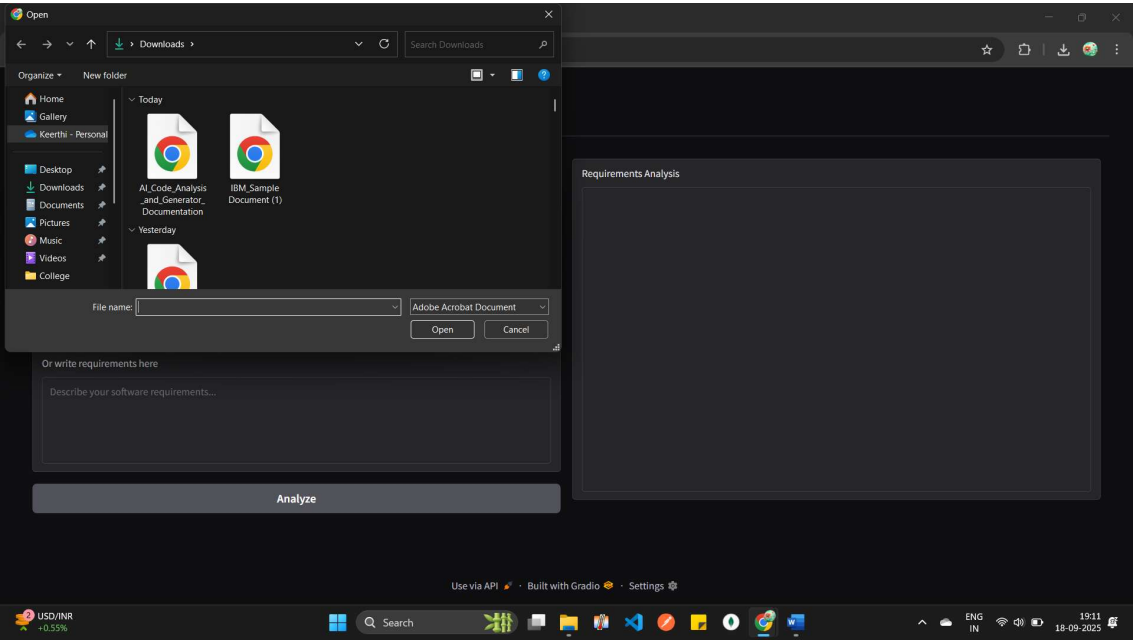 Open
Downloads
Search Downloads
Organize
New folder
Home
Gallery
Keerthi - Personal
Desktop
Downloads
Documents
Pictures
Music
Videos
College
Today
AI_Code_Analysis
_and_Generator_
Documentation
IBM_Sample
Document (1)
Yesterday
File name:
Adobe Acrobat Document
Open
Cancel
Or write requirements here
Describe your software requirements...
Analyze
Requirements Analysis
Use via API · Built with Gradio · Settings
2
USD/INR
+0.55%
Search
ENG
IN
19:11
18-09-2025